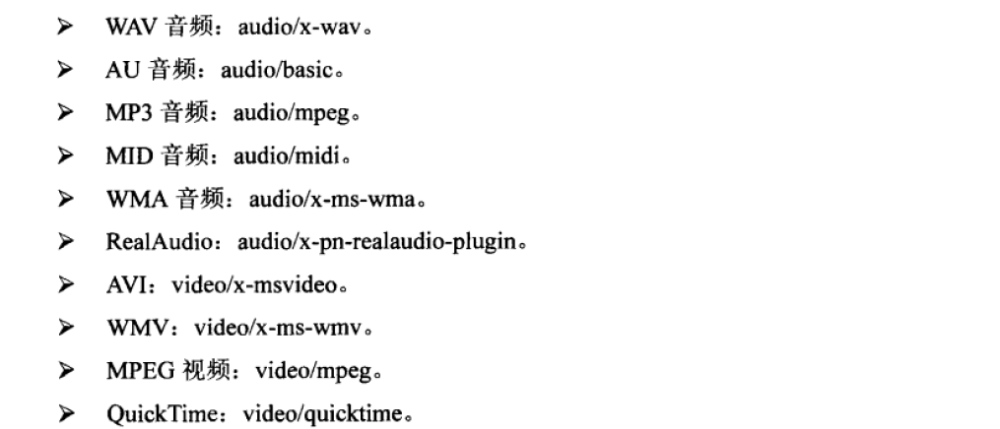 ➢ WAV 音频：audio/x-wav。
➢ AU 音频：audio/basic。
➢ MP3 音频：audio/mpeg。
➢ MID 音频：audio/midi。
➢ WMA 音频：audio/x-ms-wma。
➢ RealAudio：audio/x-pn-realaudio-plugin。
➢ AVI：video/x-msvideo。
➢ WMV：video/x-ms-wmv。
➢ MPEG 视频：video/mpeg。
➢ QuickTime：video/quicktime。